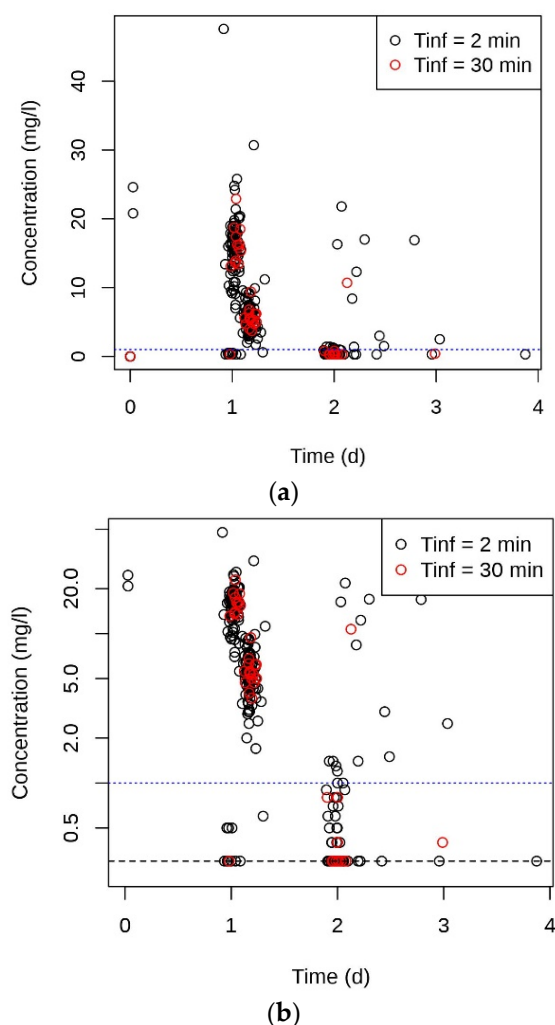 Tinf = 2 min
Tinf = 30 min
Concentration (mg/l)
40
30
20
10
0
0 1 2 3 4
Time (d)
(a)
Tinf = 2 min
Tinf = 30 min
Concentration (mg/l)
20.0
5.0
2.0
0.5
0 1 2 3 4
Time (d)
(b)